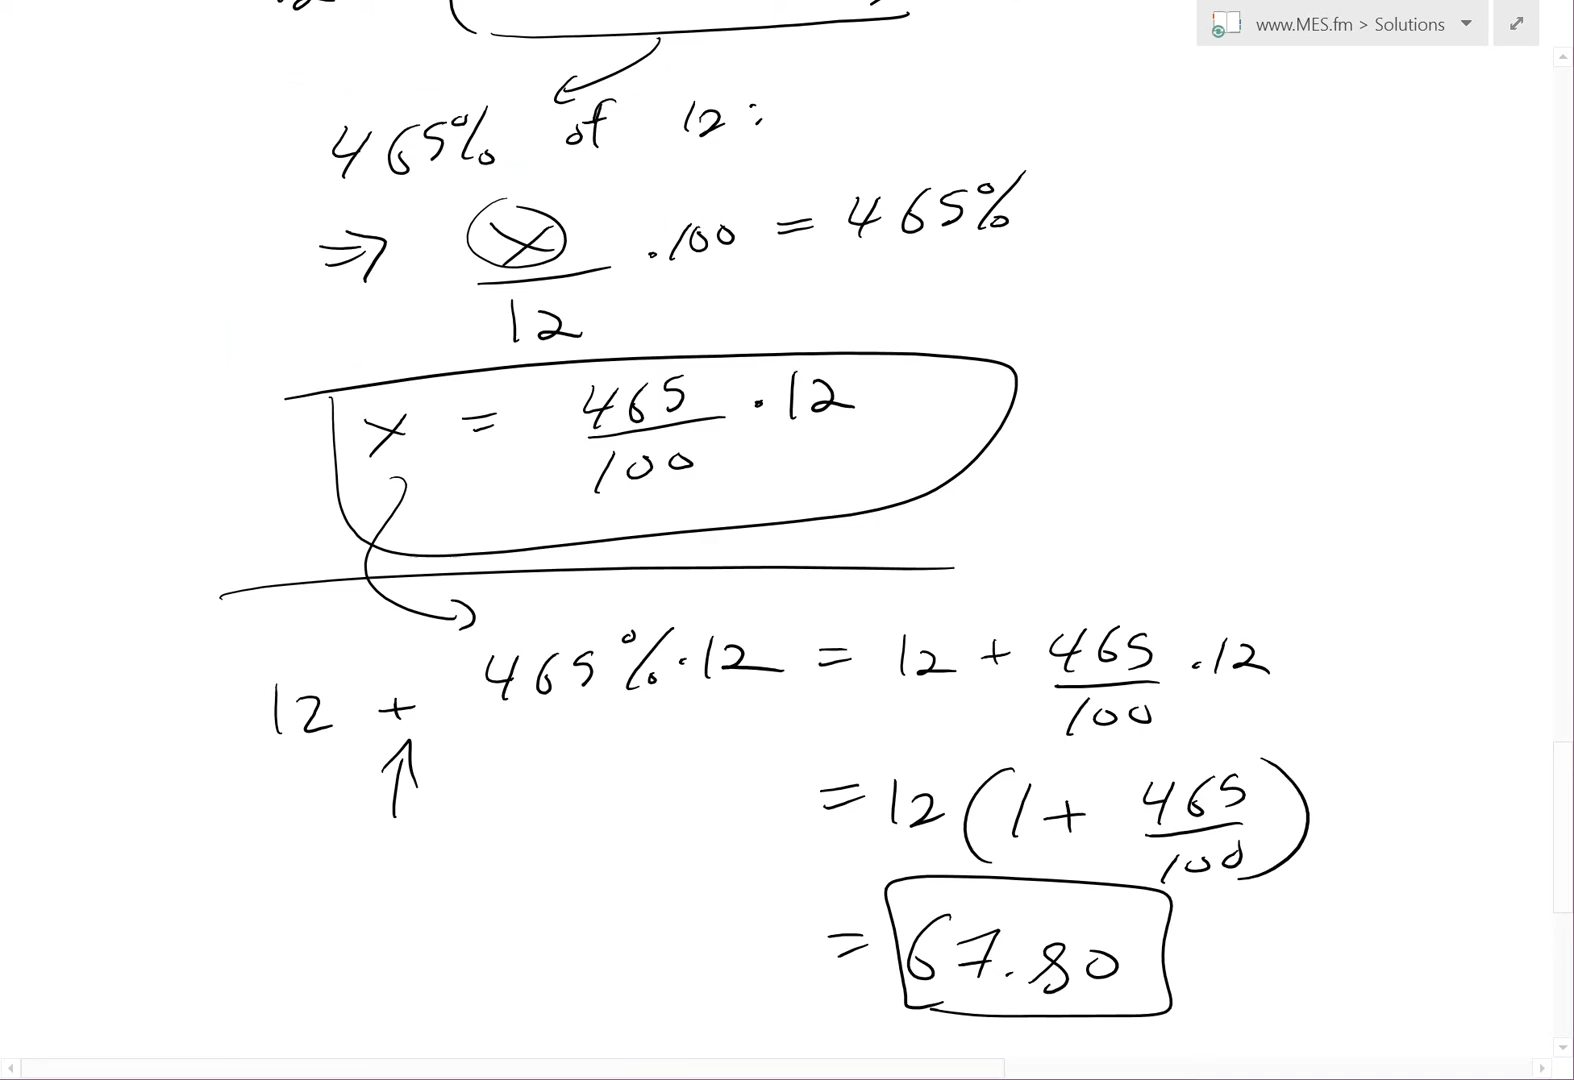 www.MES.fm > Solutions
465% of 12:
⇒ x/12 · 100 = 465%
x = 465/100 · 12
12 + 465% · 12 = 12 + 465/100 · 12
= 12 (1 + 465/100)
= 67.80